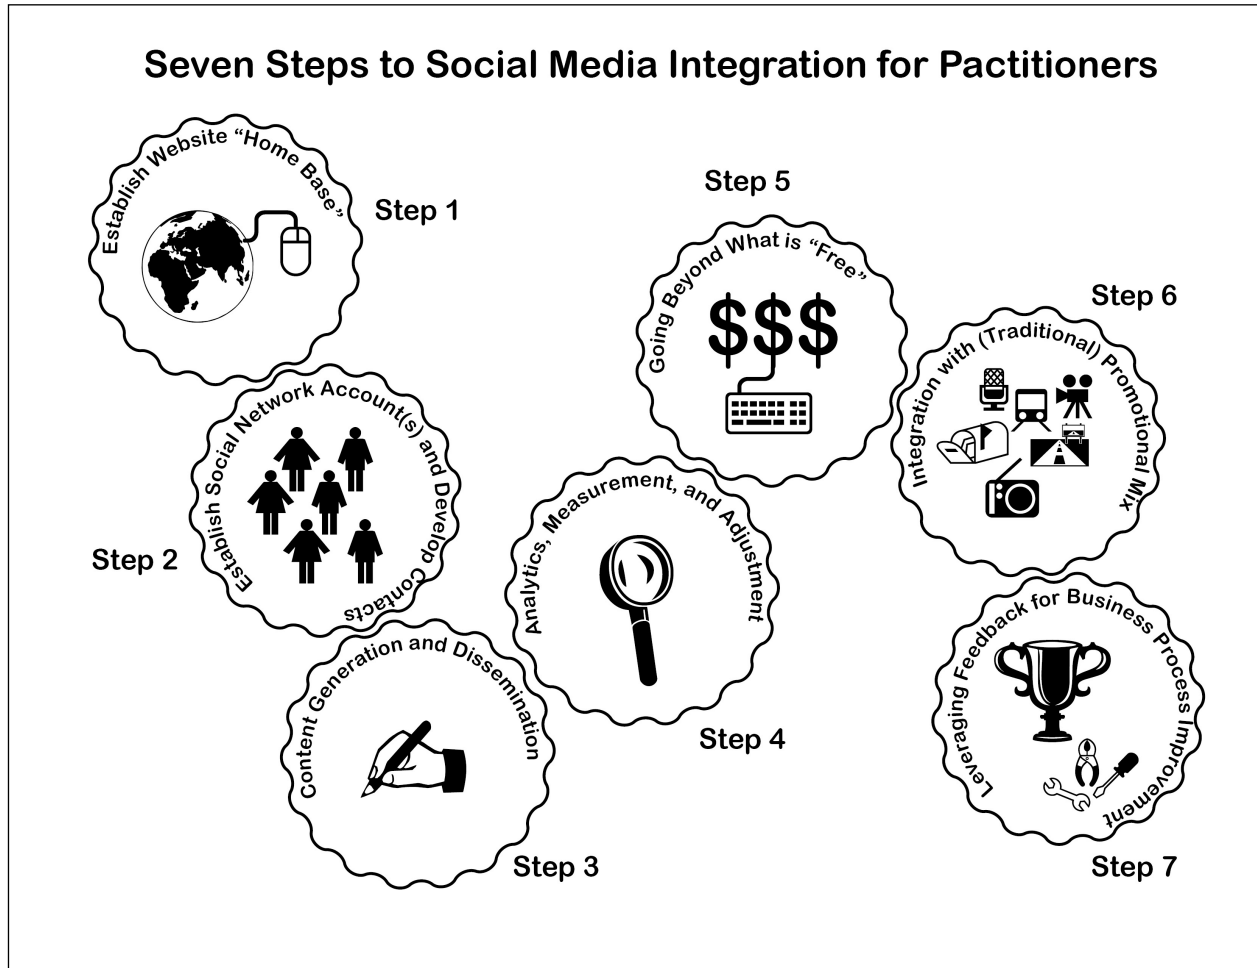 Seven Steps to Social Media Integration for Pactitioners
Establish Website “Home Base”
Step 1
Establish Social Network Account(s) and Develop Contacts
Step 2
Content Generation and Dissemination
Step 3
Analytics, Measurement, and Adjustment
Step 4
Step 5
Going Beyond What is “Free”
$$$
Step 6
Integration with (Traditional) Promotional Mix
Leveraging Feedback for Business Process Improvement
Step 7